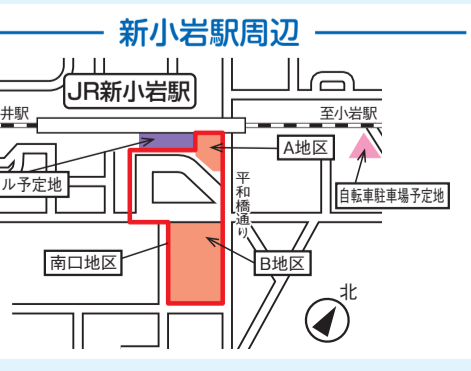 新小岩駅周辺
JR新小岩駅
井駅
至小岩駅
A地区
ル予定地
平和橋通り
自転車駐車場予定地
南口地区
B地区
北